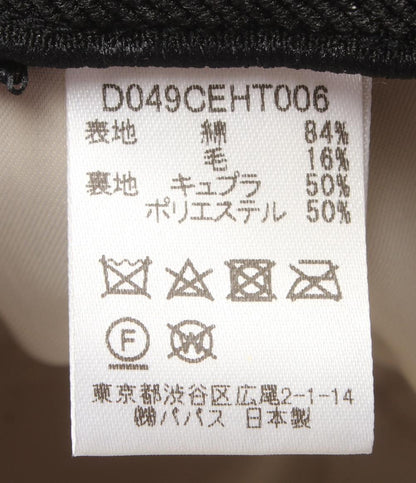 D049CEHT006
表地 綿 84%
毛 16%
裏地 キュプラ 50%
ポリエステル 50%
F
W
東京都渋谷区広尾2-1-14
㈱パパス 日本製